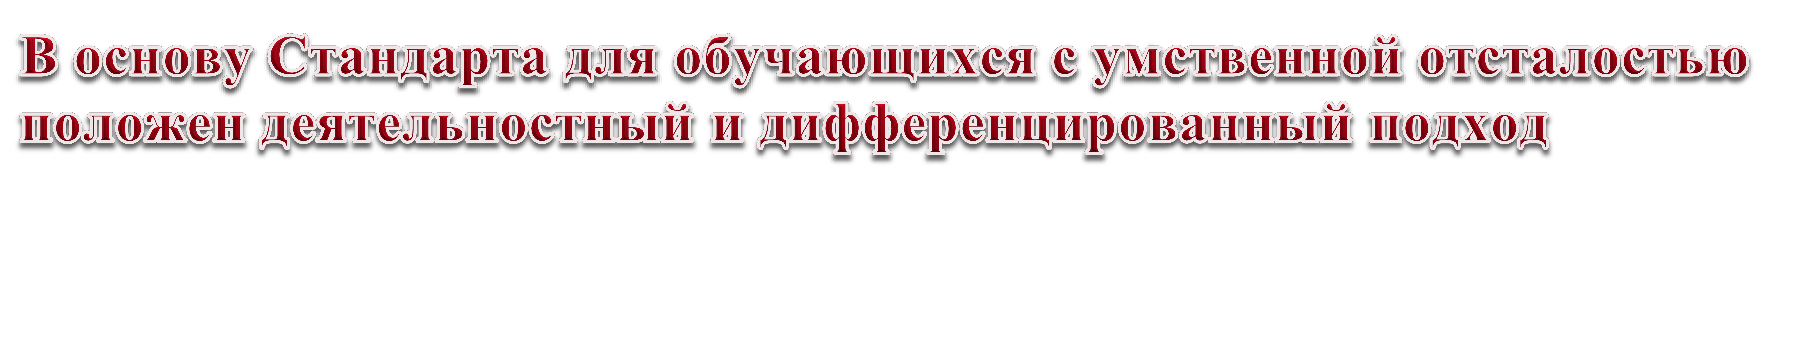 В основу Стандарта для обучающихся с умственной отсталостью
положен деятельностный и дифференцированный подход